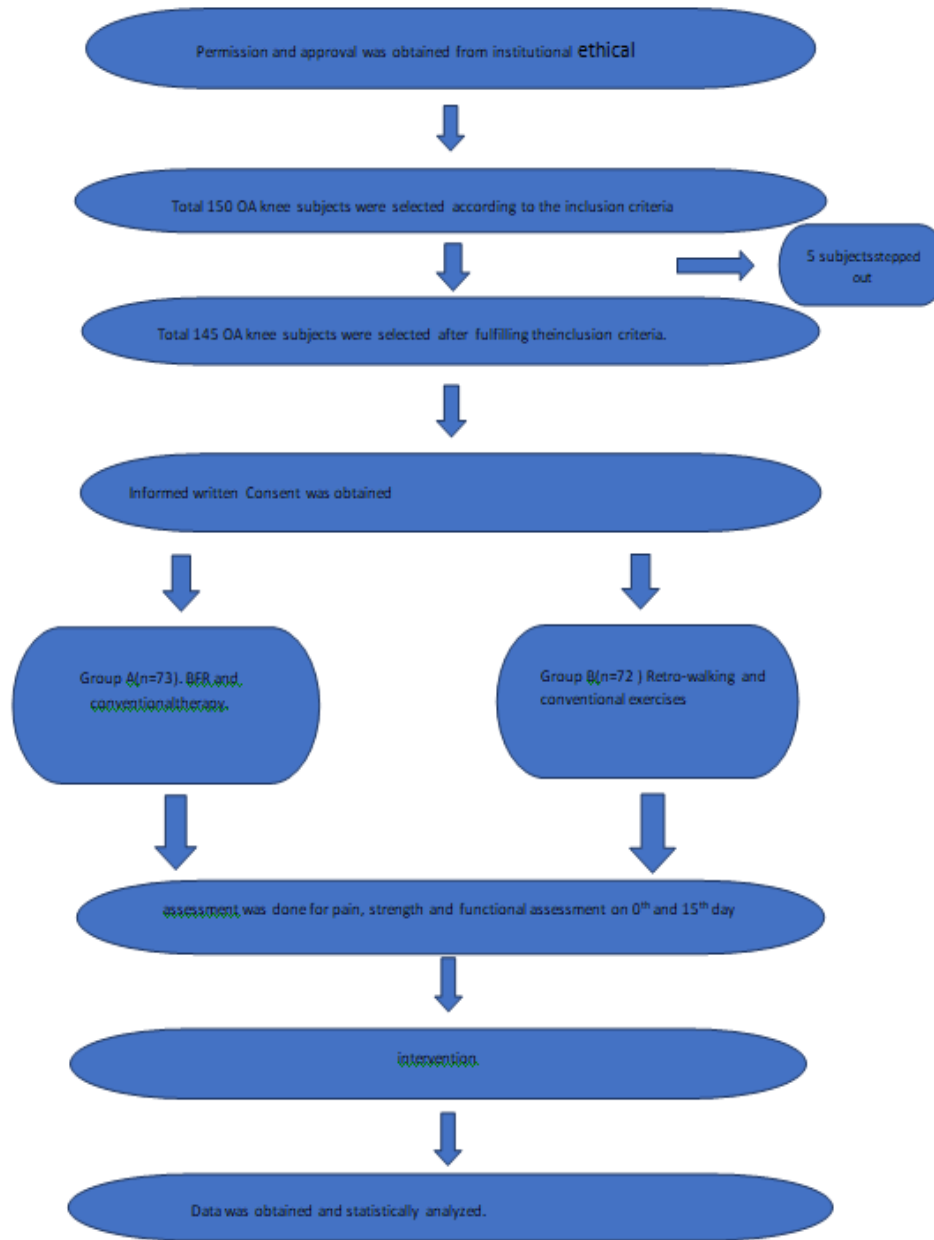 Permission and approval was obtained from institutional ethical
Total 150 OA knee subjects were selected according to the inclusion criteria
5 subjectsstepped
out
Total 145 OA knee subjects were selected after fulfilling theinclusion criteria.
Informed written Consent was obtained
Group A(n=73). BFR and
conventionaltherapy.
Group B(n=72 ) Retro-walking and
conventional exercises
assessment was done for pain, strength and functional assessment on 0th and 15th day
intervention
Data was obtained and statistically analyzed.